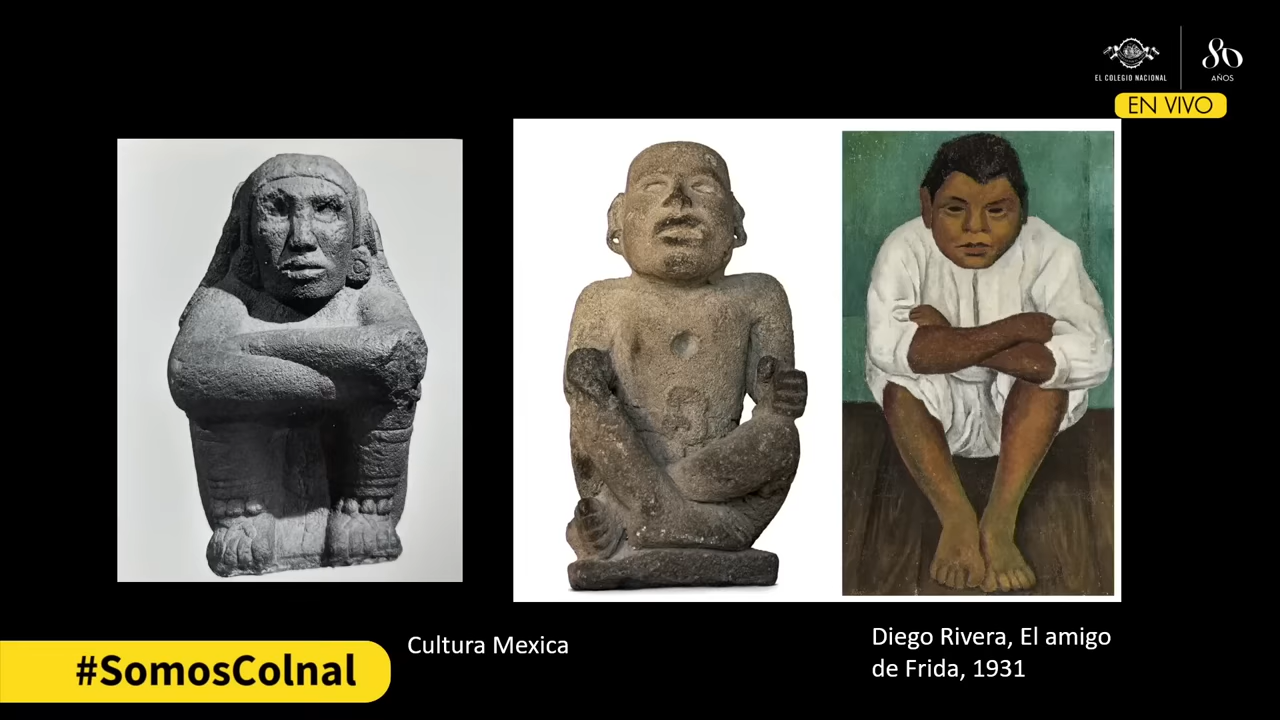 EL COLEGIO NACIONAL
80
AÑOS
EN VIVO
Cultura Mexica
Diego Rivera, El amigo
de Frida, 1931
#SomosColnal